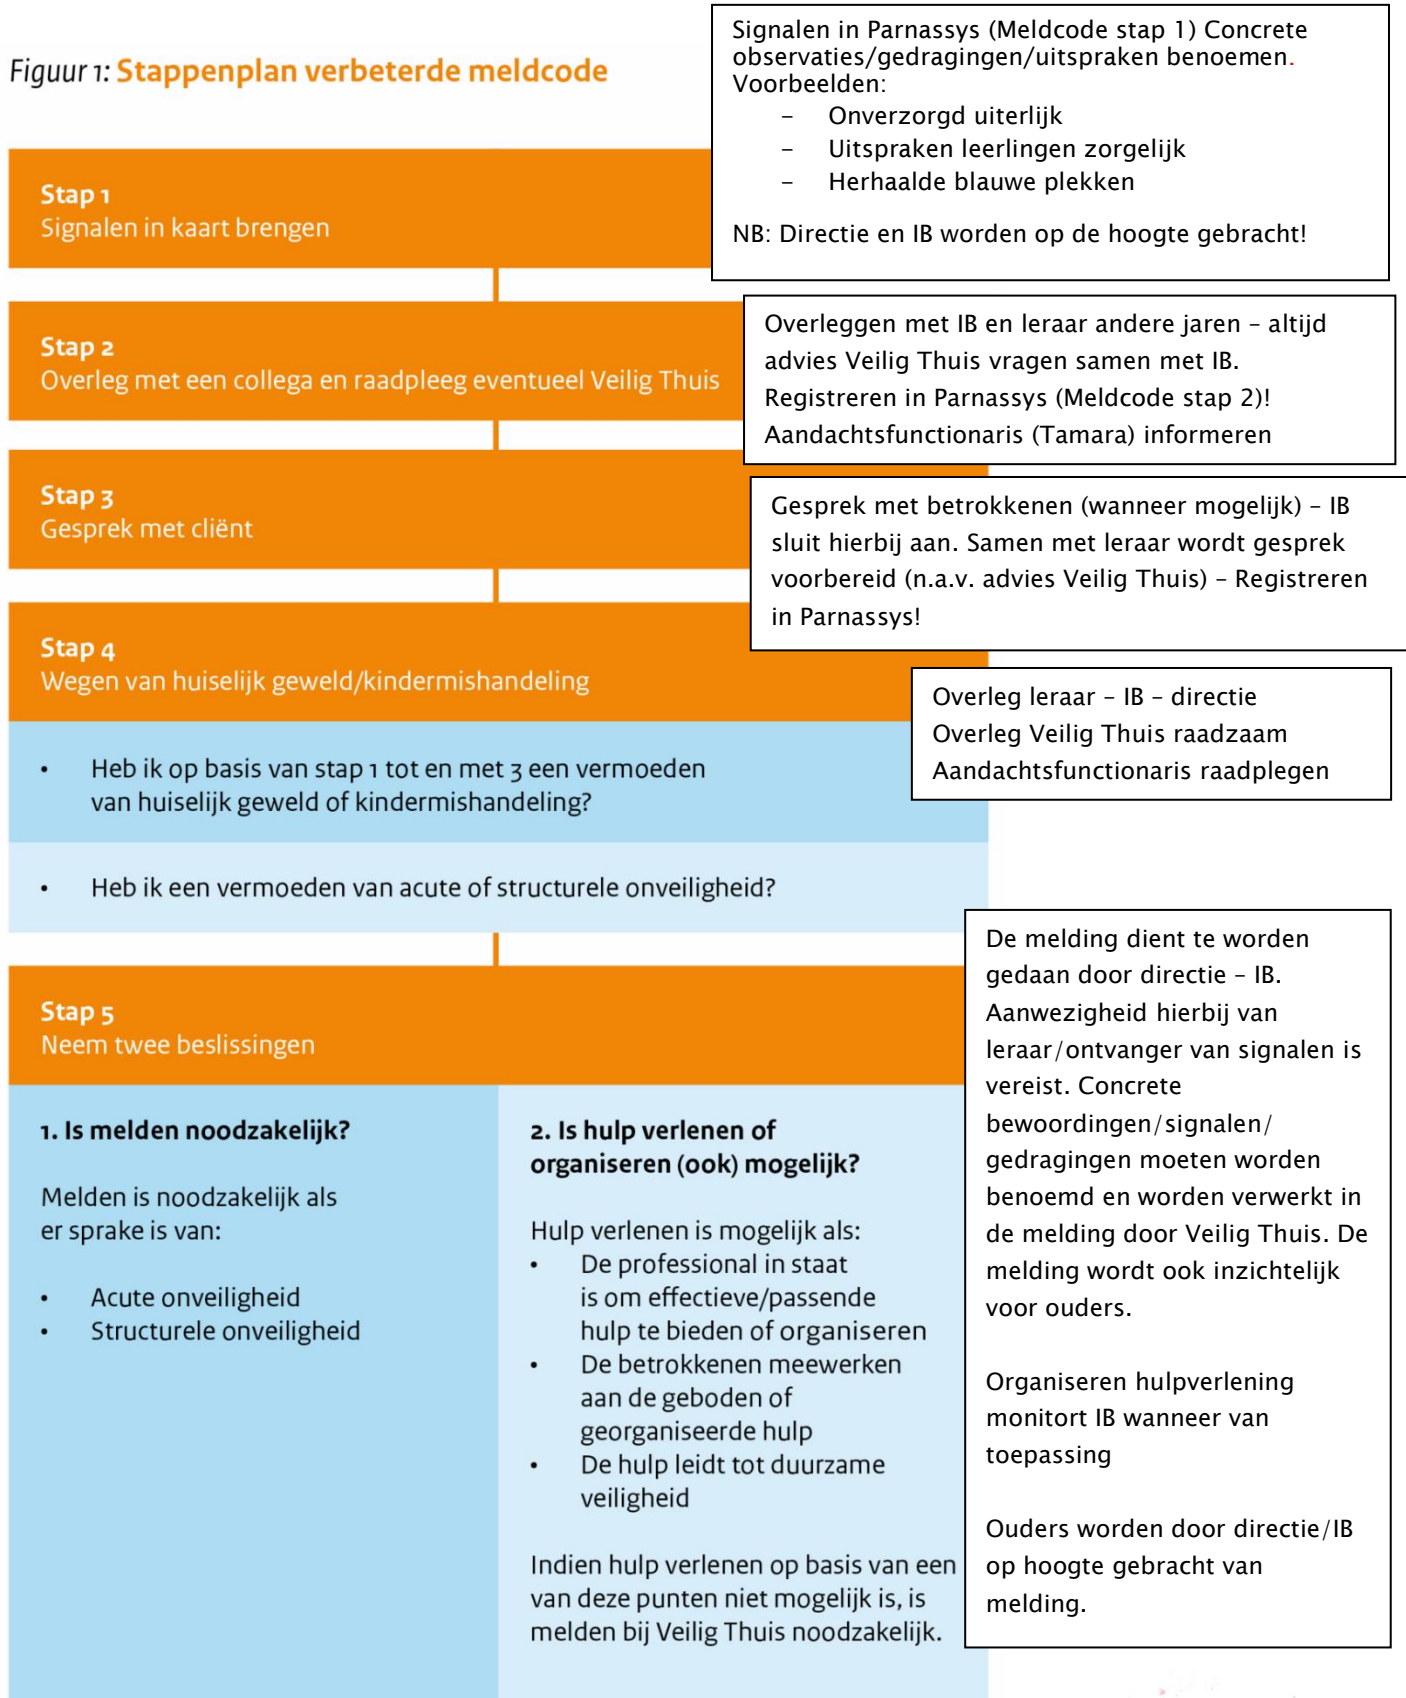 Figuur 1: Stappenplan verbeterde meldcode
Signalen in Parnassys (Meldcode stap 1) Concrete
observaties/gedragingen/uitspraken benoemen.
Voorbeelden:
– Onverzorgd uiterlijk
– Uitspraken leerlingen zorgelijk
– Herhaalde blauwe plekken
NB: Directie en IB worden op de hoogte gebracht!
Stap 1
Signalen in kaart brengen
Stap 2
Overleg met een collega en raadpleeg eventueel Veilig Thuis
Overleggen met IB en leraar andere jaren – altijd
advies Veilig Thuis vragen samen met IB.
Registreren in Parnassys (Meldcode stap 2)!
Aandachtsfunctionaris (Tamara) informeren
Stap 3
Gesprek met cliënt
Gesprek met betrokkenen (wanneer mogelijk) – IB
sluit hierbij aan. Samen met leraar wordt gesprek
voorbereid (n.a.v. advies Veilig Thuis) – Registreren
in Parnassys!
Stap 4
Wegen van huiselijk geweld/kindermishandeling
Overleg leraar – IB – directie
Overleg Veilig Thuis raadzaam
Aandachtsfunctionaris raadplegen
• Heb ik op basis van stap 1 tot en met 3 een vermoeden
van huiselijk geweld of kindermishandeling?
• Heb ik een vermoeden van acute of structurele onveiligheid?
Stap 5
Neem twee beslissingen
1. Is melden noodzakelijk?
Melden is noodzakelijk als
er sprake is van:
• Acute onveiligheid
• Structurele onveiligheid
2. Is hulp verlenen of
organiseren (ook) mogelijk?
Hulp verlenen is mogelijk als:
• De professional in staat
is om effectieve/passende
hulp te bieden of organiseren
• De betrokkenen meewerken
aan de geboden of
georganiseerde hulp
• De hulp leidt tot duurzame
veiligheid
Indien hulp verlenen op basis van een
van deze punten niet mogelijk is, is
melden bij Veilig Thuis noodzakelijk.
De melding dient te worden
gedaan door directie – IB.
Aanwezigheid hierbij van
leraar/ontvanger van signalen is
vereist. Concrete
bewoordingen/signalen/
gedragingen moeten worden
benoemd en worden verwerkt in
de melding door Veilig Thuis. De
melding wordt ook inzichtelijk
voor ouders.
Organiseren hulpverlening
monitort IB wanneer van
toepassing
Ouders worden door directie/IB
op hoogte gebracht van
melding.